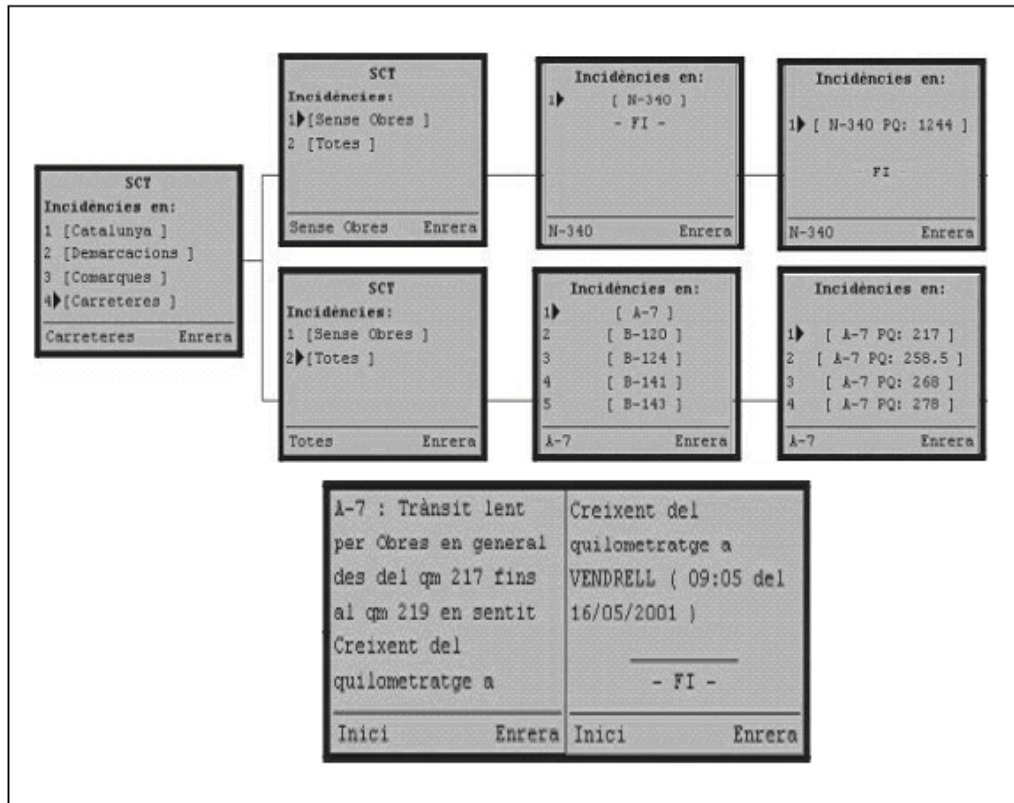 SCT
Incidències en:
1 [Catalunya ]
2 [Demarcacions ]
3 [Comarques ]
4 [Carreteres ]
Carreteres Enrera
SCT
Incidències:
1 [Sense Obres ]
2 [Totes ]
Sense Obres Enrera
Incidències en:
1 [ N-340 ]
- FI -
N-340 Enrera
Incidències en:
1 [ N-340 PQ: 1244 ]
- FI -
N-340 Enrera
SCT
Incidències:
1 [Sense Obres ]
2 [Totes ]
Totes Enrera
Incidències en:
1 [ A-7 ]
2 [ B-120 ]
3 [ B-124 ]
4 [ B-141 ]
5 [ B-143 ]
A-7 Enrera
Incidències en:
1 [ A-7 PQ: 217 ]
2 [ A-7 PQ: 258.5 ]
3 [ A-7 PQ: 268 ]
4 [ A-7 PQ: 278 ]
A-7 Enrera
A-7 : Trànsit lent
per Obres en general
des del qm 217 fins
al qm 219 en sentit
Creixent del
quilometratge a
Inici Enrera
Creixent del
quilometratge a
VENDRELL ( 09:05 del
16/05/2001 )
- FI -
Inici Enrera